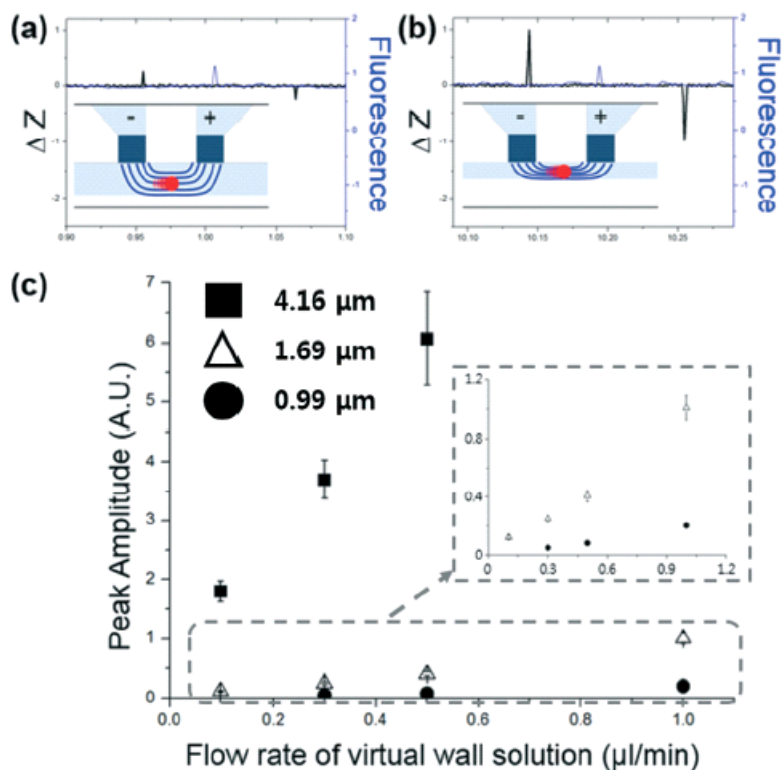 (a)
1
0
-1
-2
ΔZ
2
1
0
-1
Fluorescence
- +
0.90 0.95 1.00 1.05 1.10
(b)
1
0
-1
-2
ΔZ
2
1
0
-1
Fluorescence
- +
10.10 10.15 10.20 10.25
(c)
7
6
5
4
3
2
1
0
Peak Amplitude (A.U.)
4.16 μm
1.69 μm
0.99 μm
1.2
0.8
0.4
0
0.3 0.6 0.9 1.2
0.0 0.2 0.4 0.6 0.8 1.0
Flow rate of virtual wall solution (μl/min)